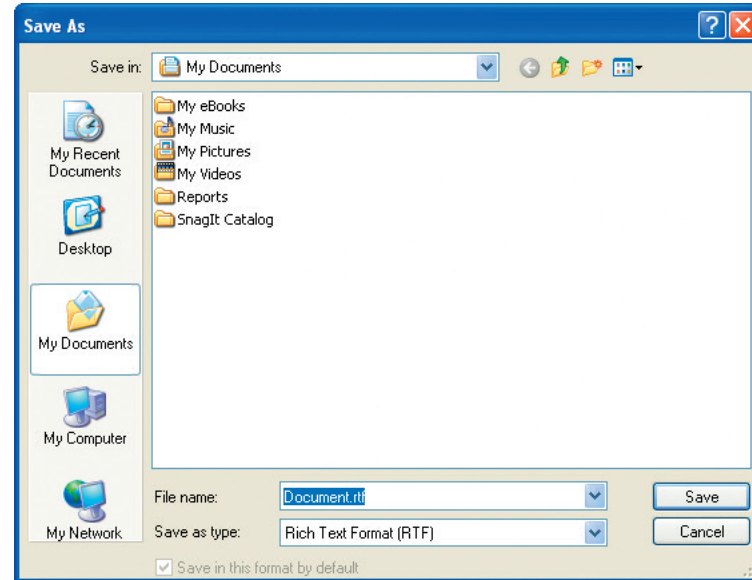 Save As
Save in: My Documents
My eBooks
My Music
My Pictures
My Videos
Reports
SnagIt Catalog
My Recent
Documents
Desktop
My Documents
My Computer
My Network
File name: Document.rtf
Save
Save as type: Rich Text Format (RTF)
Cancel
Save in this format by default